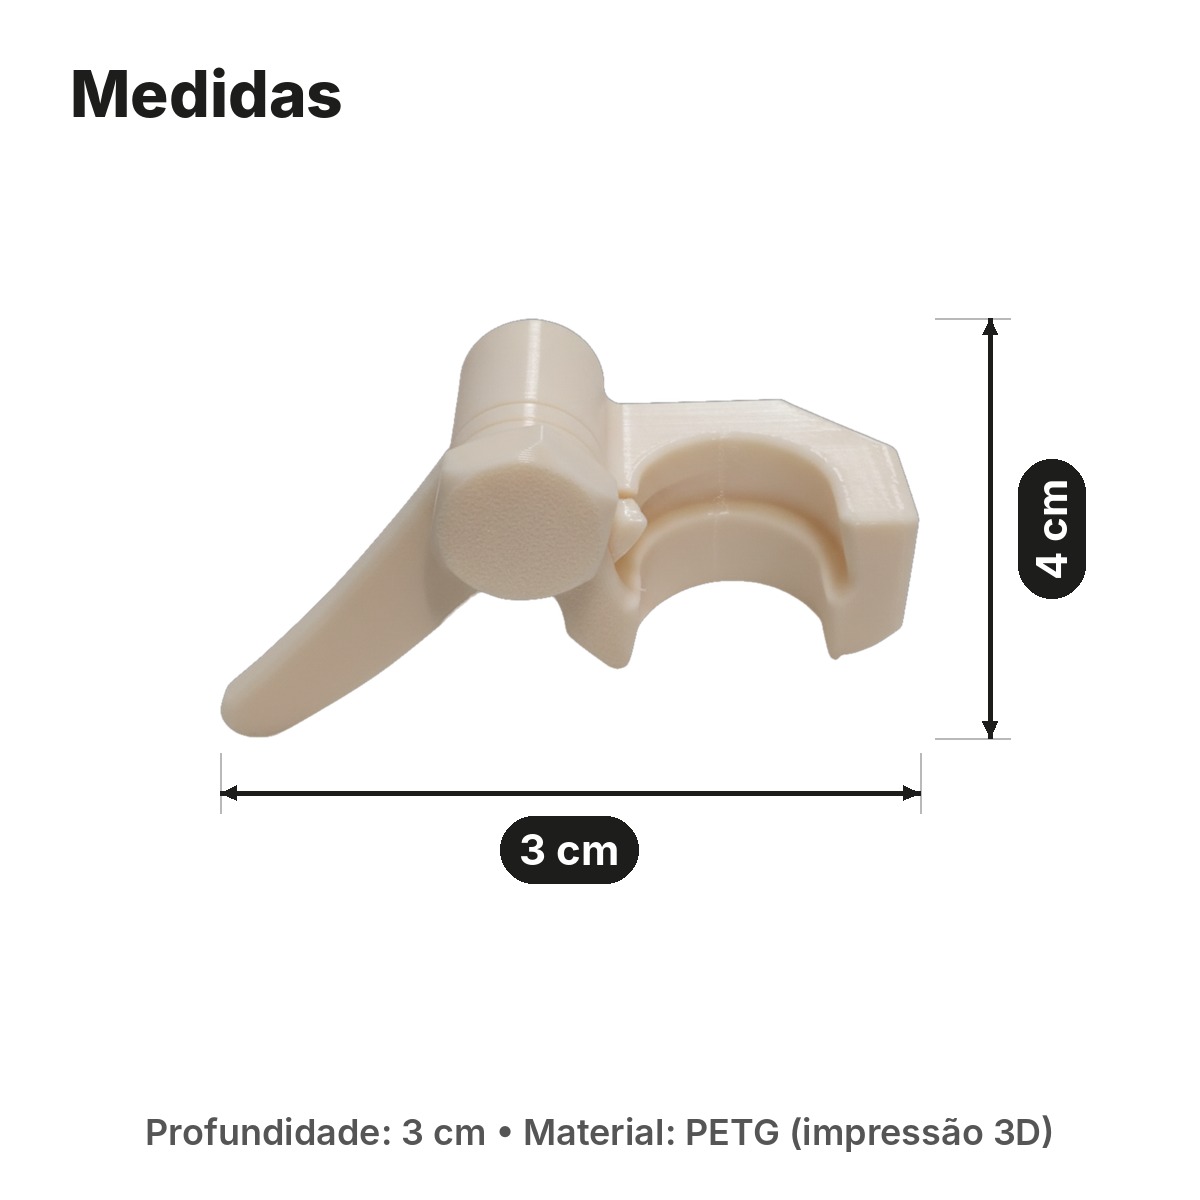 Medidas
4 cm
3 cm
Profundidade: 3 cm • Material: PETG (impressão 3D)